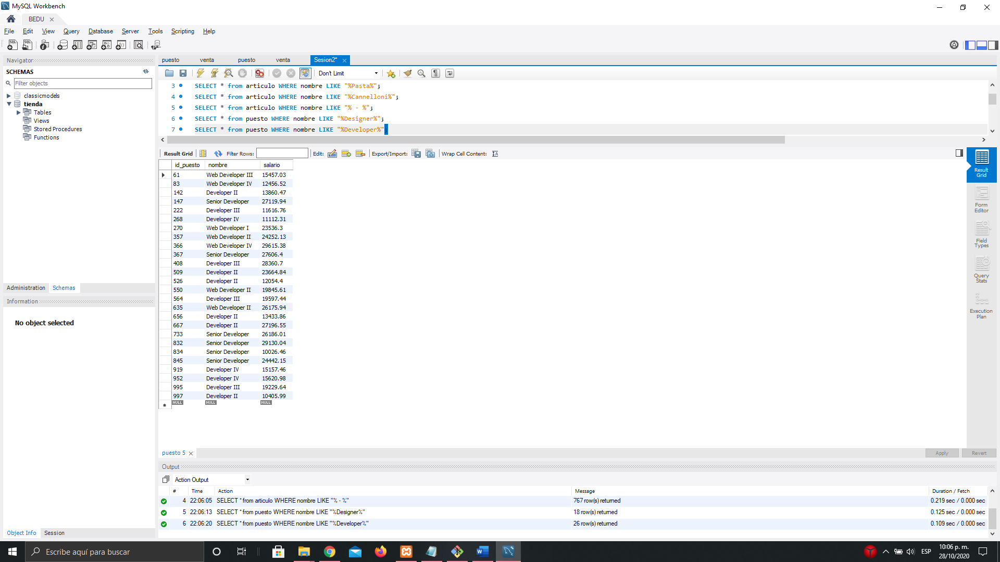 MySQL Workbench
BEDU
File Edit View Query Database Server Tools Scripting Help
Navigator
SCHEMAS
Filter objects
classicmodels
tienda
Tables
Views
Stored Procedures
Functions
Administration Schemas
Information
No object selected
Object Info Session
puesto venta puesto venta Sesion2*
Don't Limit
3 SELECT * from articulo WHERE nombre LIKE "%Pasta%";
4 SELECT * from articulo WHERE nombre LIKE "%Cannelloni%";
5 SELECT * from articulo WHERE nombre LIKE "% - %";
6 SELECT * from puesto WHERE nombre LIKE "%Designer%";
7 SELECT * from puesto WHERE nombre LIKE "%Developer%";
Result Grid Filter Rows: Edit: Export/Import: Wrap Cell Content:
id_puesto nombre salario
61 Web Developer III 15457.03
83 Web Developer IV 12456.52
142 Developer II 13860.47
147 Senior Developer 27119.94
222 Developer III 11616.76
268 Developer IV 11112.31
270 Web Developer I 23536.3
357 Web Developer II 24252.13
366 Web Developer IV 29615.38
367 Senior Developer 27606.4
408 Developer III 28360.7
509 Developer II 23664.84
526 Developer II 12054.4
550 Web Developer II 19845.61
564 Developer III 19597.44
635 Web Developer II 26175.94
656 Developer II 13433.86
667 Developer II 27196.55
733 Senior Developer 26186.01
832 Senior Developer 29130.04
834 Senior Developer 10026.46
845 Senior Developer 24442.15
919 Developer IV 15157.46
952 Developer IV 15620.98
995 Developer III 19229.64
997 Developer II 10405.99
NULL NULL NULL
Result
Grid
Form
Editor
Field
Types
Query
Stats
Execution
Plan
puesto 5
Apply Revert
Output
Action Output
# Time Action Message Duration / Fetch
4 22:06:05 SELECT * from articulo WHERE nombre LIKE "% - %" 767 row(s) returned 0.219 sec / 0.000 sec
5 22:06:13 SELECT * from puesto WHERE nombre LIKE "%Designer%" 18 row(s) returned 0.125 sec / 0.000 sec
6 22:06:20 SELECT * from puesto WHERE nombre LIKE "%Developer%" 26 row(s) returned 0.109 sec / 0.000 sec
Escribe aquí para buscar
ESP
10:06 p. m.
28/10/2020